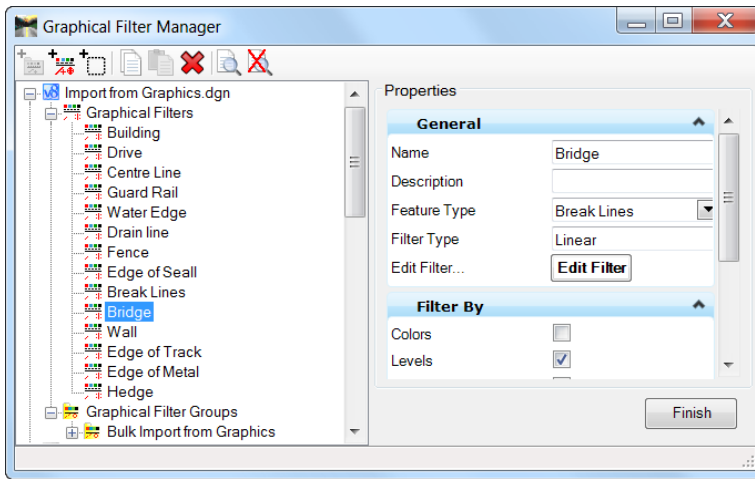 Graphical Filter Manager
Import from Graphics.dgn
Graphical Filters
Building
Drive
Centre Line
Guard Rail
Water Edge
Drain line
Fence
Edge of Seall
Break Lines
Bridge
Wall
Edge of Track
Edge of Metal
Hedge
Graphical Filter Groups
Bulk Import from Graphics
Properties
General
Name Bridge
Description
Feature Type Break Lines
Filter Type Linear
Edit Filter... Edit Filter
Filter By
Colors
Levels
Finish